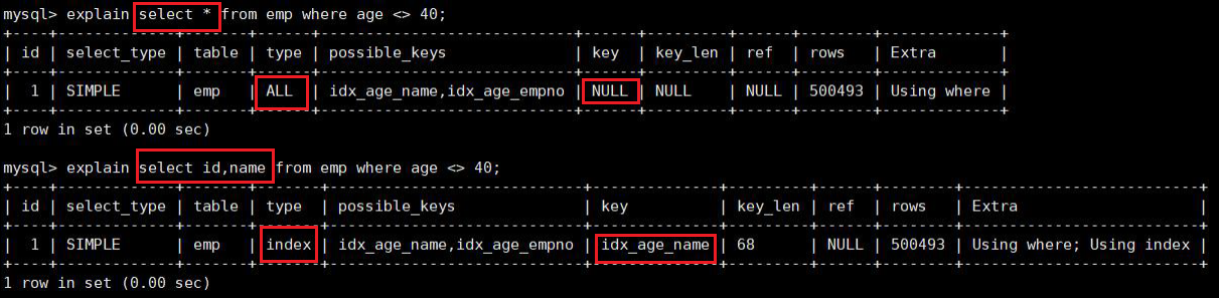 mysql> explain select * from emp where age <> 40;
+----+-------------+-------+------+----------------------------+------+---------+------+--------+-------------+
| id | select_type | table | type | possible_keys | key | key_len | ref | rows | Extra |
+----+-------------+-------+------+----------------------------+------+---------+------+--------+-------------+
| 1 | SIMPLE | emp | ALL | idx_age_name,idx_age_empno | NULL | NULL | NULL | 500493 | Using where |
+----+-------------+-------+------+----------------------------+------+---------+------+--------+-------------+
1 row in set (0.00 sec)
mysql> explain select id,name from emp where age <> 40;
+----+-------------+-------+-------+----------------------------+--------------+---------+------+--------+--------------------------+
| id | select_type | table | type | possible_keys | key | key_len | ref | rows | Extra |
+----+-------------+-------+-------+----------------------------+--------------+---------+------+--------+--------------------------+
| 1 | SIMPLE | emp | index | idx_age_name,idx_age_empno | idx_age_name | 68 | NULL | 500493 | Using where; Using index |
+----+-------------+-------+-------+----------------------------+--------------+---------+------+--------+--------------------------+
1 row in set (0.00 sec)